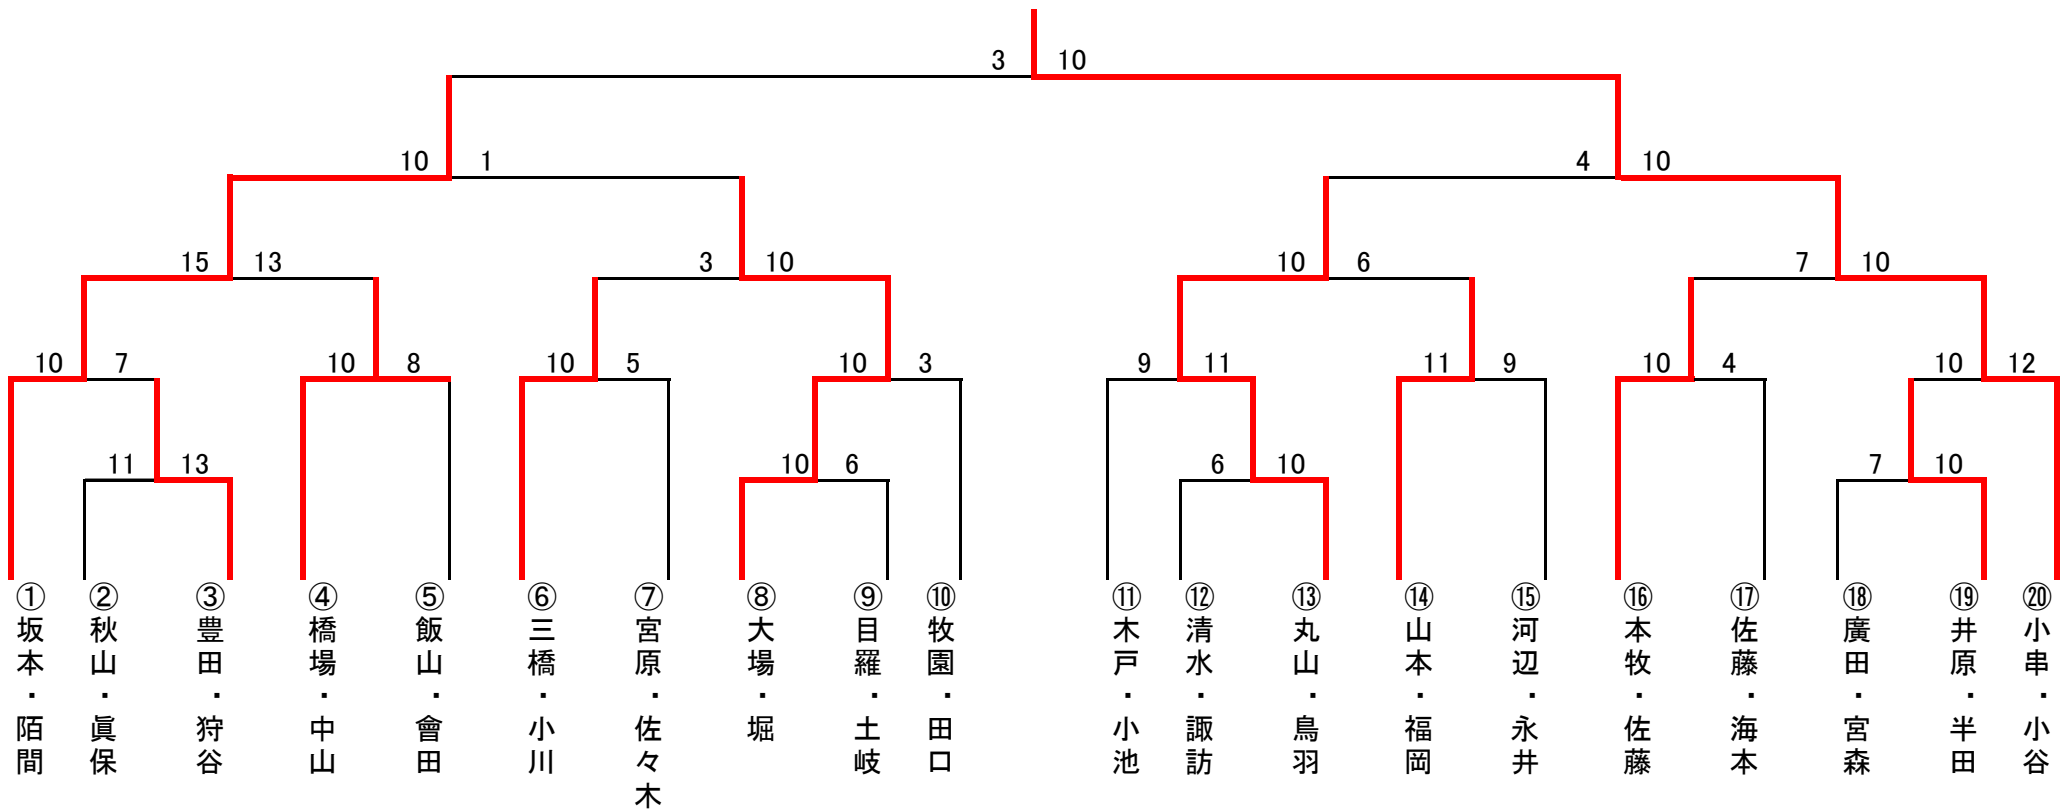 3 10
10 1 4 10
15 13 3 10 10 6 7 10
10 7 10 8 10 5 10 3 9 11 11 9 10 4 10 12
11 13 10 6 6 10 7 10
①坂本・陌間
②秋山・眞保
③豊田・狩谷
④橋場・中山
⑤飯山・會田
⑥三橋・小川
⑦宮原・佐々木
⑧大場・堀
⑨目羅・土岐
⑩牧園・田口
⑪木戸・小池
⑫清水・諏訪
⑬丸山・鳥羽
⑭山本・福岡
⑮河辺・永井
⑯本牧・佐藤
⑰佐藤・海本
⑱廣田・宮森
⑲井原・半田
⑳小串・小谷